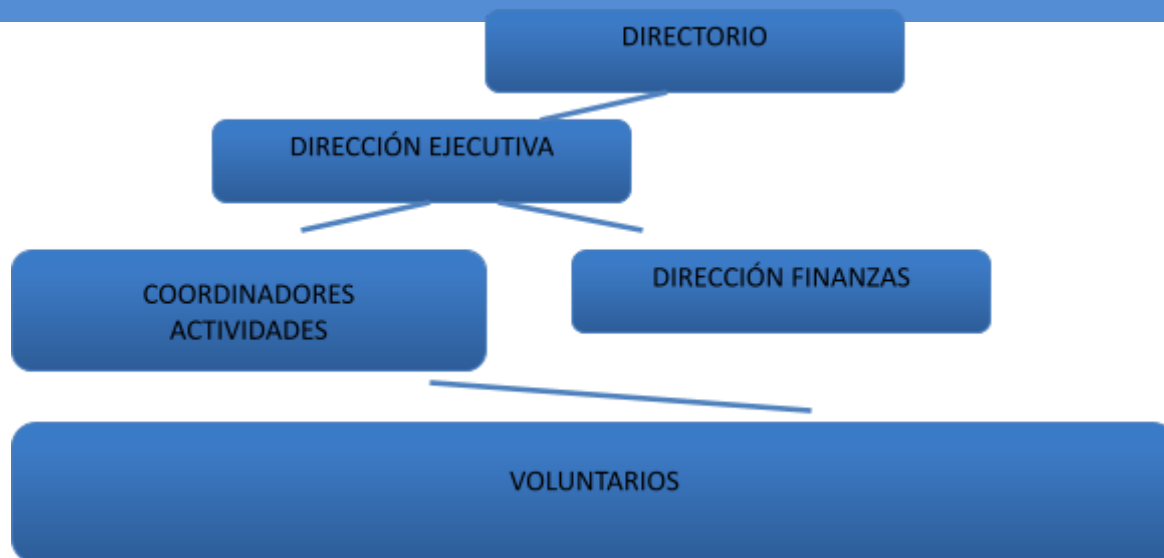 DIRECTORIO
DIRECCIÓN EJECUTIVA
COORDINADORES
ACTIVIDADES
DIRECCIÓN FINANZAS
VOLUNTARIOS